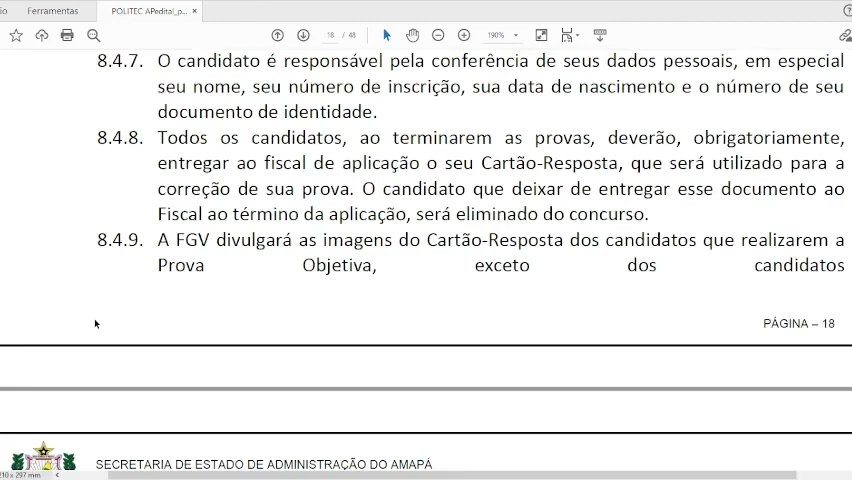 io Ferramentas POLITEC APedital_p... ×
18 / 48 190%
8.4.7. O candidato é responsável pela conferência de seus dados pessoais, em especial
seu nome, seu número de inscrição, sua data de nascimento e o número de seu
documento de identidade.
8.4.8. Todos os candidatos, ao terminarem as provas, deverão, obrigatoriamente,
entregar ao fiscal de aplicação o seu Cartão-Resposta, que será utilizado para a
correção de sua prova. O candidato que deixar de entregar esse documento ao
Fiscal ao término da aplicação, será eliminado do concurso.
8.4.9. A FGV divulgará as imagens do Cartão-Resposta dos candidatos que realizarem a
Prova Objetiva, exceto dos candidatos
PÁGINA – 18
SECRETARIA DE ESTADO DE ADMINISTRAÇÃO DO AMAPÁ
210 x 297 mm